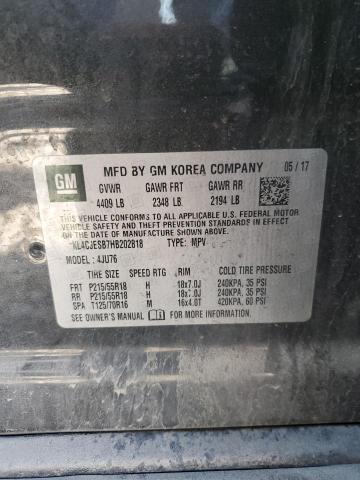 GM
MFD BY GM KOREA COMPANY 05/17
GVWR GAWR FRT GAWR RR
4409 LB 2348 LB 2194 LB
THIS VEHICLE CONFORMS TO ALL APPLICABLE U.S. FEDERAL MOTOR
VEHICLE SAFETY, BUMPER, AND THEFT PREVENTION STANDARDS
IN EFFECT ON THE DATE OF MANUFACTURE SHOWN ABOVE.
*KLACJESB7HB202818 TYPE: MPV
MODEL: 4JU76
TIRE SIZE SPEED RTG RIM COLD TIRE PRESSURE
FRT P215/55R18 H 18x7.0J 240KPA, 35 PSI
RR P215/55R18 H 18x7.0J 240KPA, 35 PSI
SPA T125/70R16 M 16x4.0T 420KPA, 60 PSI
SEE OWNER'S MANUAL FOR MORE INFORMATION.